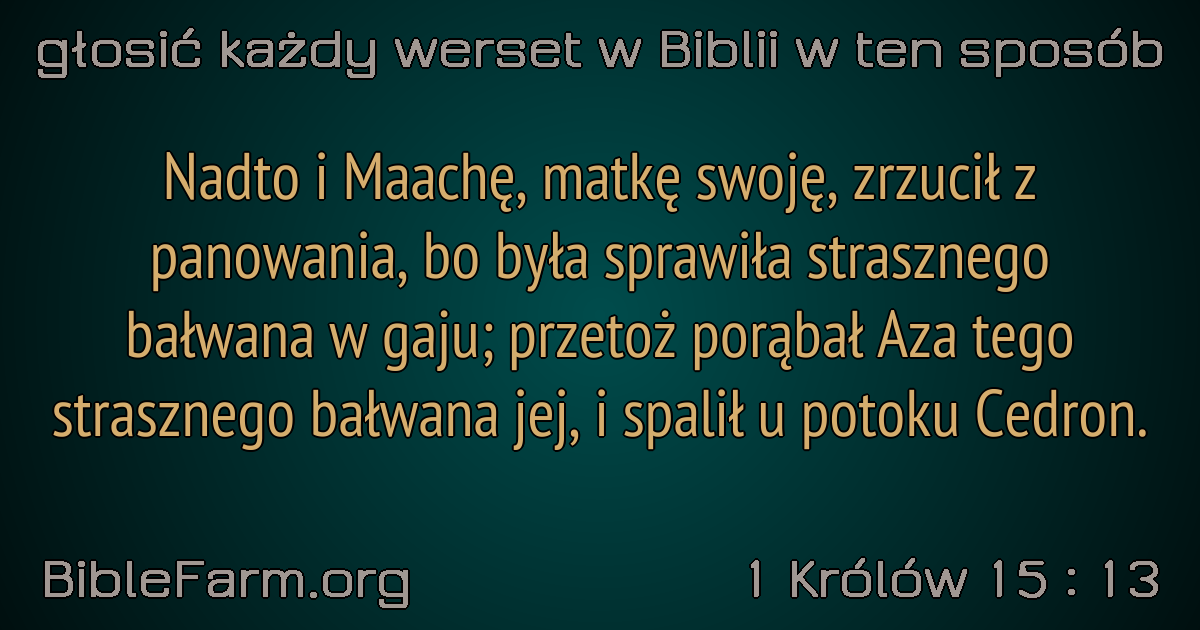 głosić każdy werset w Biblii w ten sposób
Nadto i Maachę, matkę swoję, zrzucił z
panowania, bo była sprawiła strasznego
bałwana w gaju; przetoż porąbał Aza tego
strasznego bałwana jej, i spalił u potoku Cedron.
BibleFarm.org
1 Królów 15 : 13